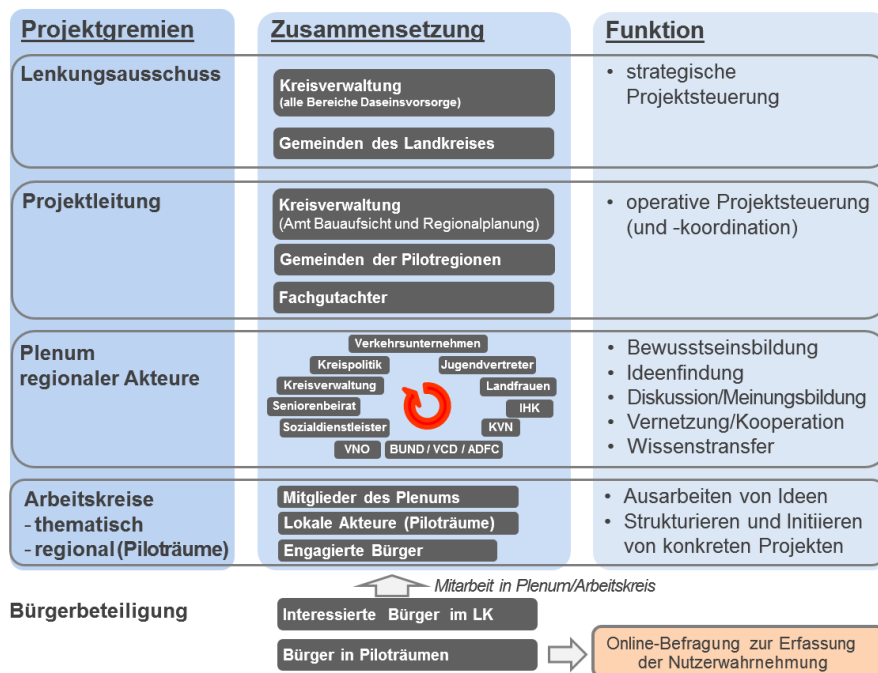 Projektgremien
Zusammensetzung
Funktion
Lenkungsausschuss
Kreisverwaltung
(alle Bereiche Daseinsvorsorge)
Gemeinden des Landkreises
• strategische
Projektsteuerung
Projektleitung
Kreisverwaltung
(Amt Bauaufsicht und Regionalplanung)
Gemeinden der Pilotregionen
Fachgutachter
• operative Projektsteuerung
(und -koordination)
Plenum
regionaler Akteure
Verkehrsunternehmen
Kreispolitik
Jugendvertreter
Kreisverwaltung
Landfrauen
Seniorenbeirat
IHK
Sozialdienstleister
KVN
VNO
BUND / VCD / ADFC
• Bewusstseinsbildung
• Ideenfindung
• Diskussion/Meinungsbildung
• Vernetzung/Kooperation
• Wissenstransfer
Arbeitskreise
- thematisch
- regional (Piloträume)
Mitglieder des Plenums
Lokale Akteure (Piloträume)
Engagierte Bürger
• Ausarbeiten von Ideen
• Strukturieren und Initiieren
von konkreten Projekten
Mitarbeit in Plenum/Arbeitskreis
Bürgerbeteiligung
Interessierte Bürger im LK
Bürger in Piloträumen
Online-Befragung zur Erfassung
der Nutzerwahrnehmung